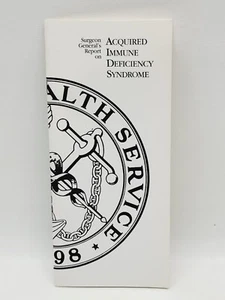 Surgeon
General's
Report
on
ACQUIRED
IMMUNE
DEFICIENCY
SYNDROME
ALTH SERVICE
98